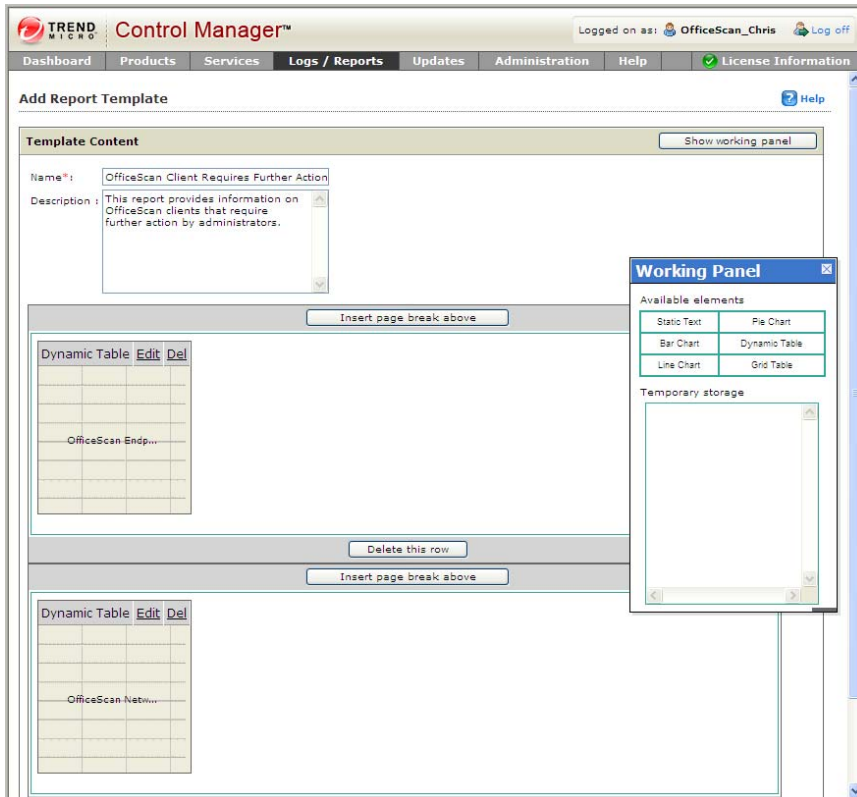 TREND MICRO Control Manager™ Logged on as: OfficeScan_Chris Log off
Dashboard Products Services Logs / Reports Updates Administration Help License Information
Add Report Template Help
Template Content Show working panel
Name*: OfficeScan Client Requires Further Action
Description : This report provides information on
OfficeScan clients that require
further action by administrators.
Insert page break above
Dynamic Table Edit Del
OfficeScan Endp...
Delete this row
Insert page break above
Dynamic Table Edit Del
OfficeScan Netw...
Working Panel
Available elements
Static Text Pie Chart
Bar Chart Dynamic Table
Line Chart Grid Table
Temporary storage